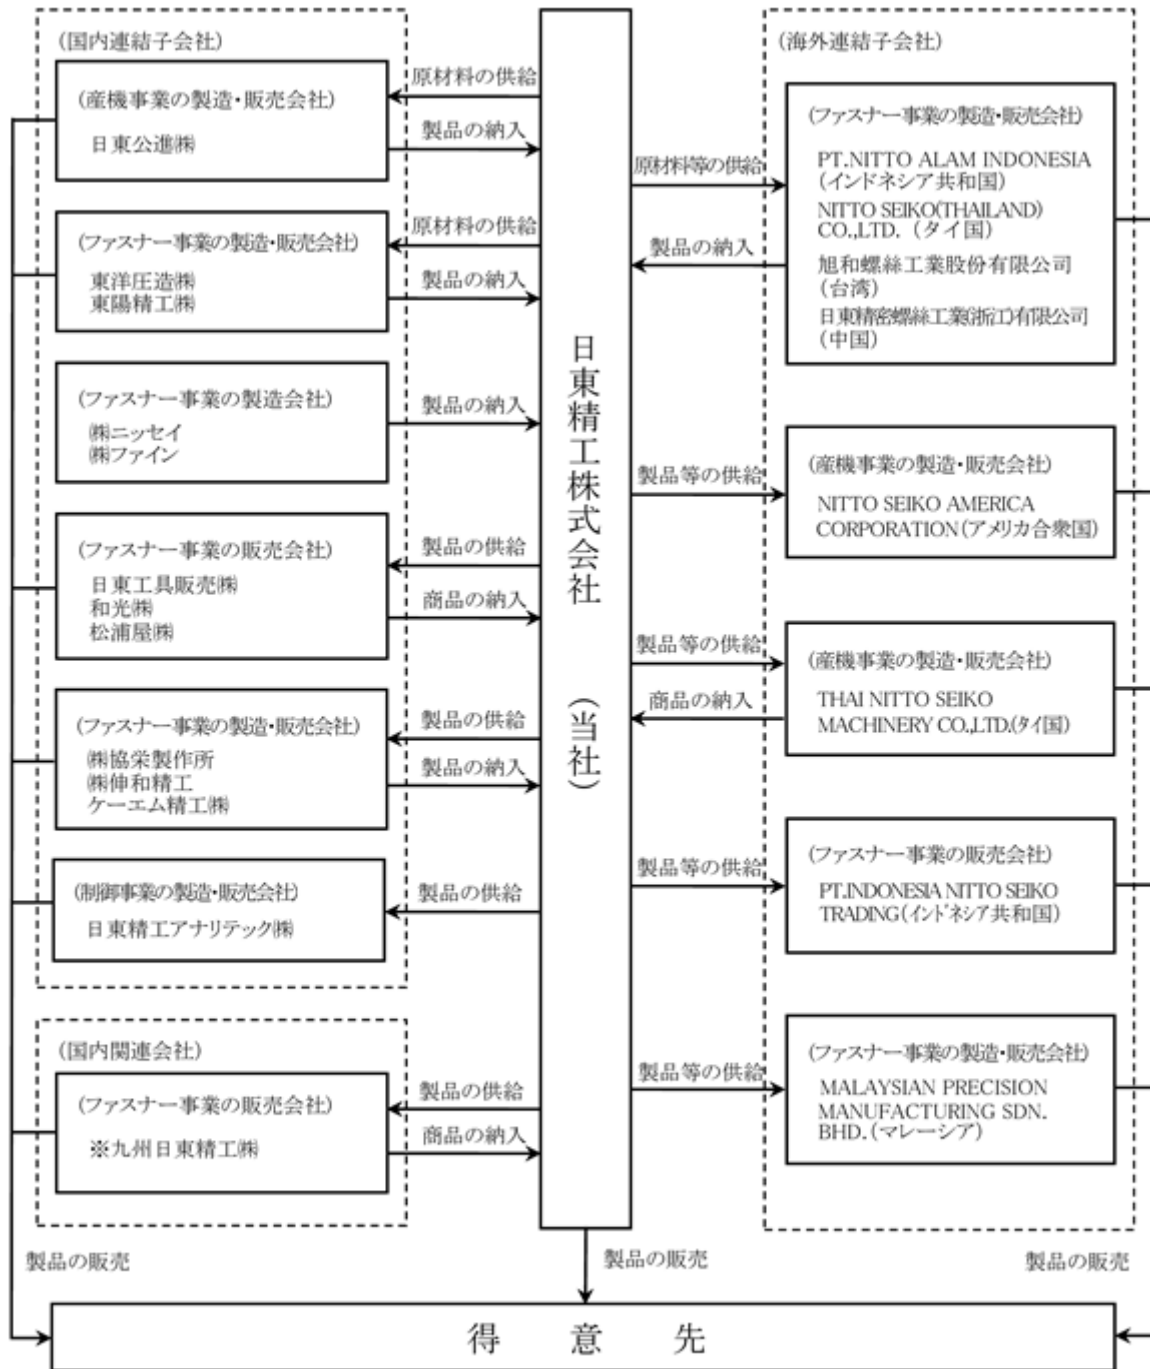 (国内連結子会社)
(産機事業の製造・販売会社)
日東公進㈱
原材料の供給
製品の納入
(ファスナー事業の製造・販売会社)
東洋圧造㈱
東陽精工㈱
原材料の供給
製品の納入
(ファスナー事業の製造会社)
㈱ニッセイ
㈱ファイン
製品の納入
(ファスナー事業の販売会社)
日東工具販売㈱
和光㈱
松浦屋㈱
製品の供給
商品の納入
(ファスナー事業の製造・販売会社)
㈱協栄製作所
㈱伸和精工
ケーエム精工㈱
製品の供給
製品の納入
(制御事業の製造・販売会社)
日東精工アナリテック㈱
製品の供給
(国内関連会社)
(ファスナー事業の販売会社)
※九州日東精工㈱
製品の供給
商品の納入
日東精工株式会社(当社)
(海外連結子会社)
原材料等の供給
製品の納入
(ファスナー事業の製造・販売会社)
PT.NITTO ALAM INDONESIA
(インドネシア共和国)
NITTO SEIKO(THAILAND)
CO.,LTD. (タイ国)
旭和螺絲工業股份有限公司
(台湾)
日東精密螺絲工業(浙江)有限公司
(中国)
製品等の供給
(産機事業の製造・販売会社)
NITTO SEIKO AMERICA
CORPORATION(アメリカ合衆国)
製品等の供給
商品の納入
(産機事業の製造・販売会社)
THAI NITTO SEIKO
MACHINERY CO.,LTD.(タイ国)
製品等の供給
(ファスナー事業の販売会社)
PT.INDONESIA NITTO SEIKO
TRADING(インドネシア共和国)
製品等の供給
(ファスナー事業の製造・販売会社)
MALAYSIAN PRECISION
MANUFACTURING SDN.
BHD.(マレーシア)
製品の販売
製品の販売
製品の販売
得意先